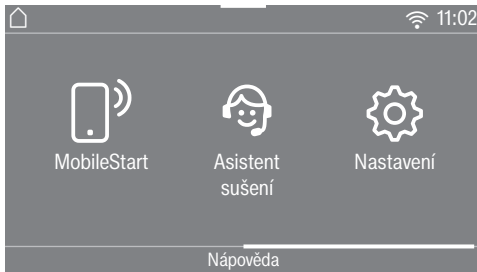 11:02
MobileStart
Asistent
sušení
Nastavení
Nápověda